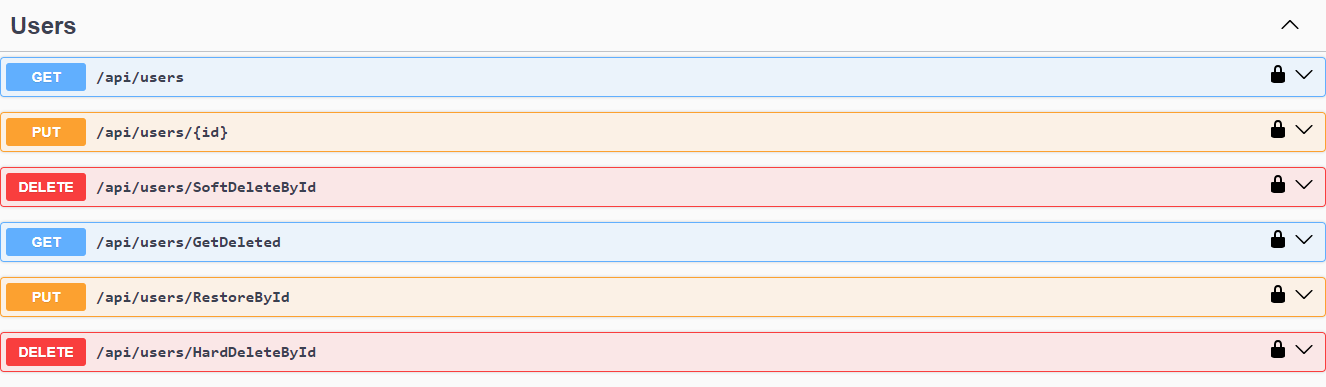 Users
GET /api/users
PUT /api/users/{id}
DELETE /api/users/SoftDeleteById
GET /api/users/GetDeleted
PUT /api/users/RestoreById
DELETE /api/users/HardDeleteById